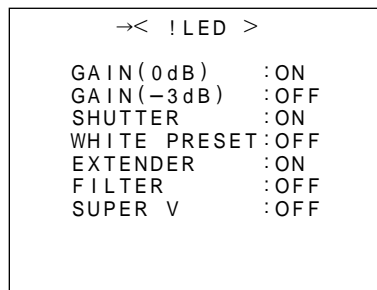 →< !LED >
GAIN(0dB) :ON
GAIN(−3dB) :OFF
SHUTTER :ON
WHITE PRESET:OFF
EXTENDER :ON
FILTER :OFF
SUPER V :OFF